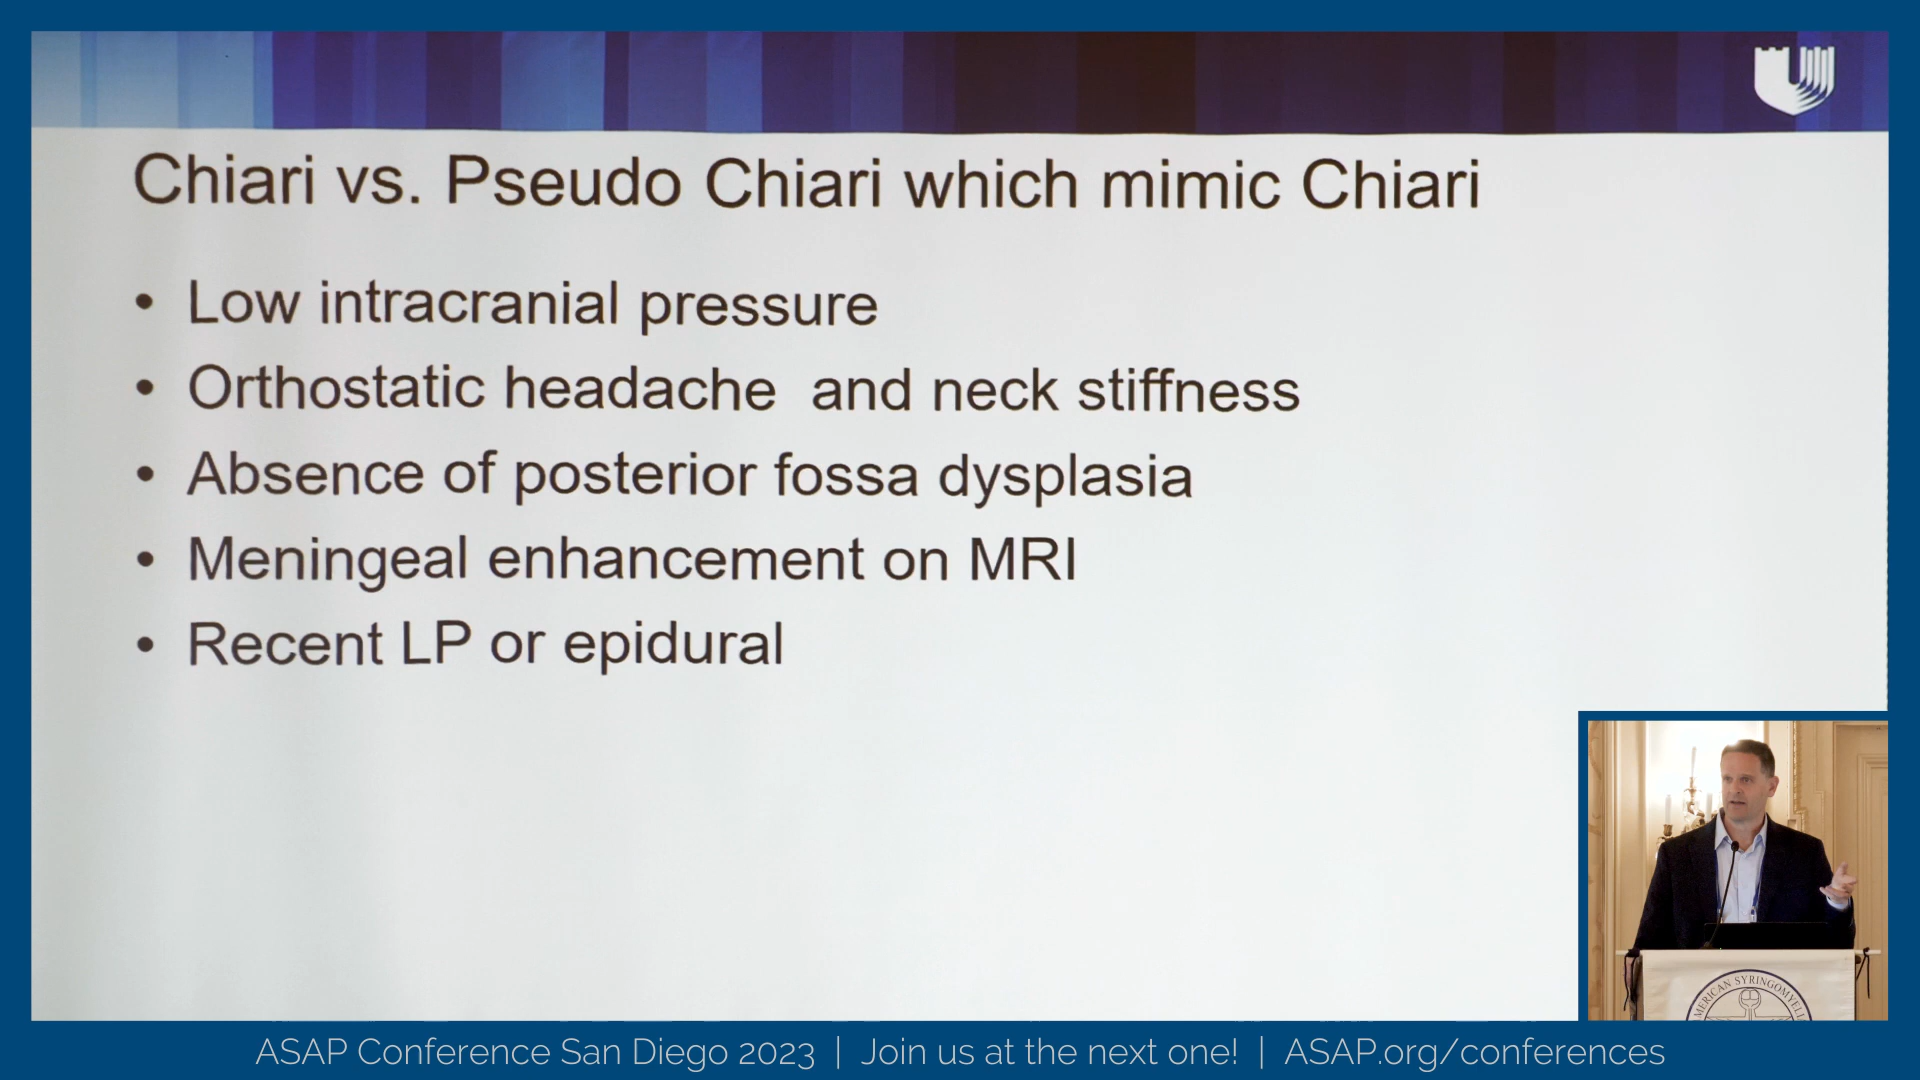 Chiari vs. Pseudo Chiari which mimic Chiari
• Low intracranial pressure
• Orthostatic headache and neck stiffness
• Absence of posterior fossa dysplasia
• Meningeal enhancement on MRI
• Recent LP or epidural
AMERICAN SYRINGOMYELI
ASAP Conference San Diego 2023 | Join us at the next one! | ASAP.org/conferences